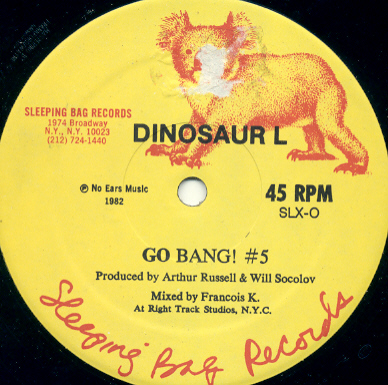 SLEEPING BAG RECORDS
1974 Broadway
N.Y., N.Y. 10023
(212) 724-1440
DINOSAUR L
℗ No Ears Music
1982
45 RPM
SLX-O
GO BANG! #5
Produced by Arthur Russell & Will Socolov
Mixed by Francois K.
At Right Track Studios, N.Y.C.
Sleeping Bag Records